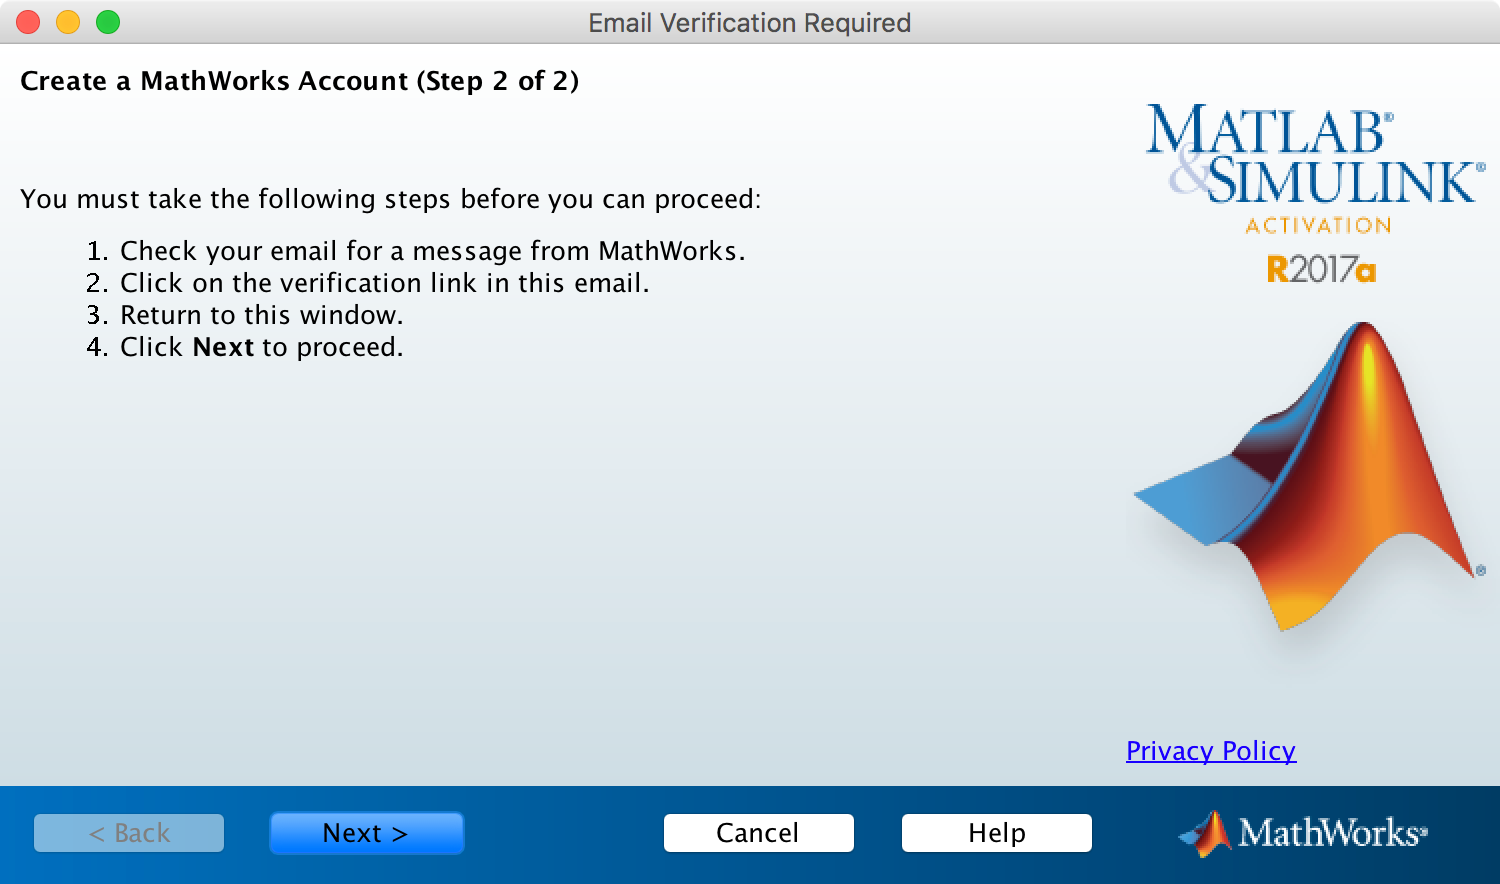 Email Verification Required
Create a MathWorks Account (Step 2 of 2)
MATLAB®
&SIMULINK®
ACTIVATION
R2017a
You must take the following steps before you can proceed:
1. Check your email for a message from MathWorks.
2. Click on the verification link in this email.
3. Return to this window.
4. Click Next to proceed.
®
Privacy Policy
< Back
Next >
Cancel
Help
MathWorks®